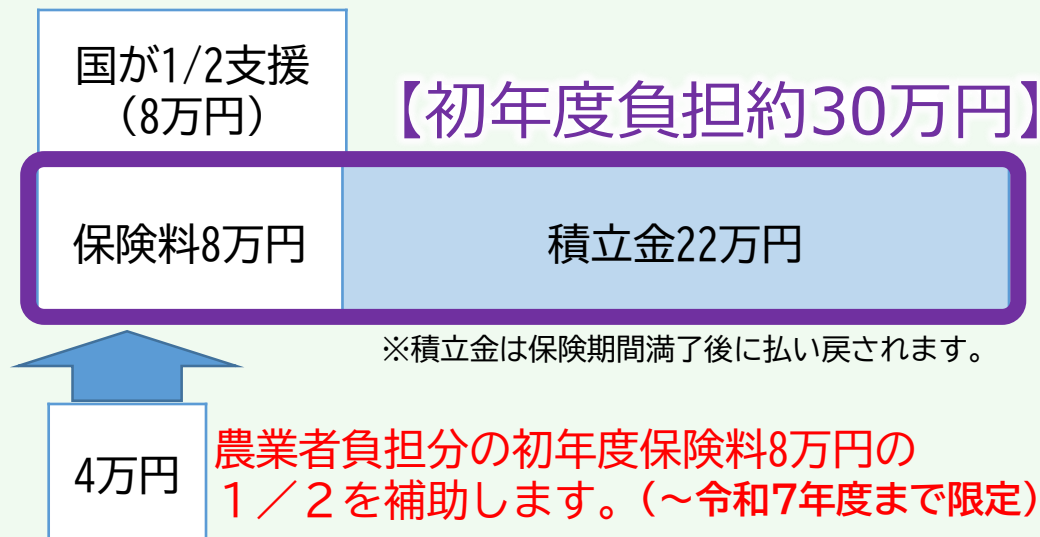 国が1/2支援
（8万円）
【初年度負担約30万円】
保険料8万円
積立金22万円
※積立金は保険期間満了後に払い戻されます。
4万円
農業者負担分の初年度保険料8万円の
１／２を補助します。（～令和7年度まで限定）